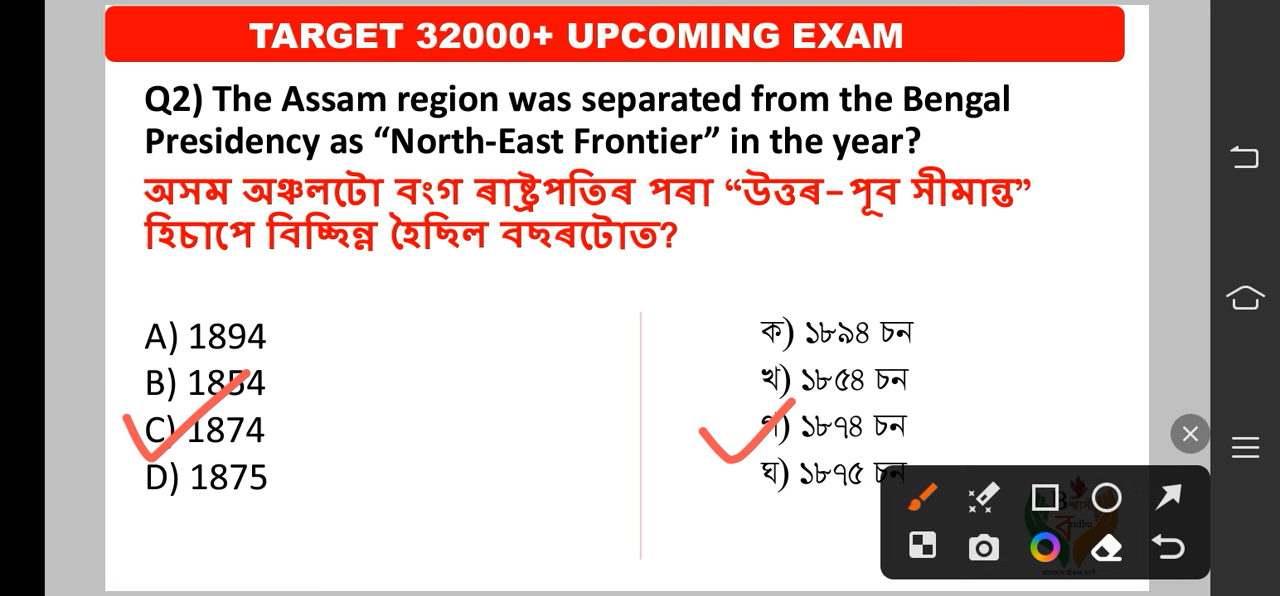 TARGET 32000+ UPCOMING EXAM
Q2) The Assam region was separated from the Bengal
Presidency as “North-East Frontier” in the year?
অসম অঞ্চলটো বংগ ৰাষ্ট্ৰপতিৰ পৰা “উত্তৰ-পূব সীমান্ত”
হিচাপে বিচ্ছিন্ন হৈছিল বছৰটোত?
A) 1894
B) 1854
C) 1874
D) 1875
ক) ১৮৯৪ চন
খ) ১৮৫৪ চন
গ) ১৮৭৪ চন
ঘ) ১৮৭৫ চন